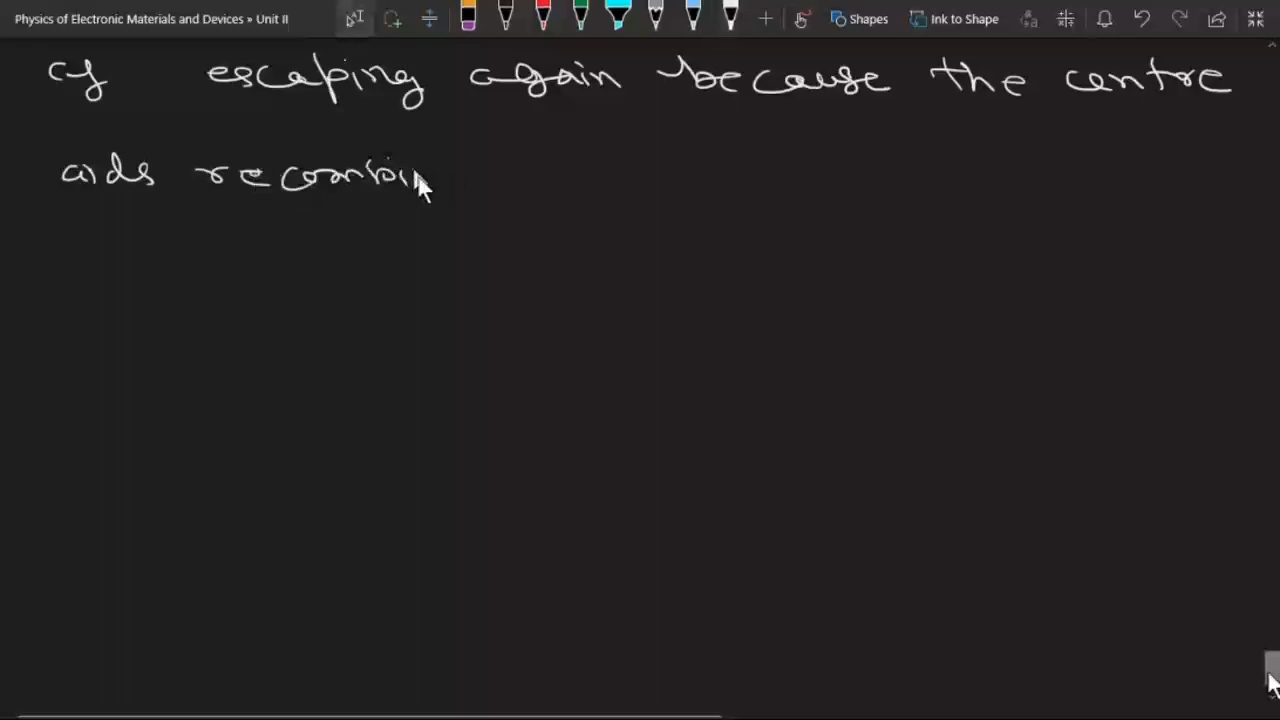 Physics of Electronic Materials and Devices » Unit II
Shapes
Ink to Shape
of escaping again because the centre
aids recombi